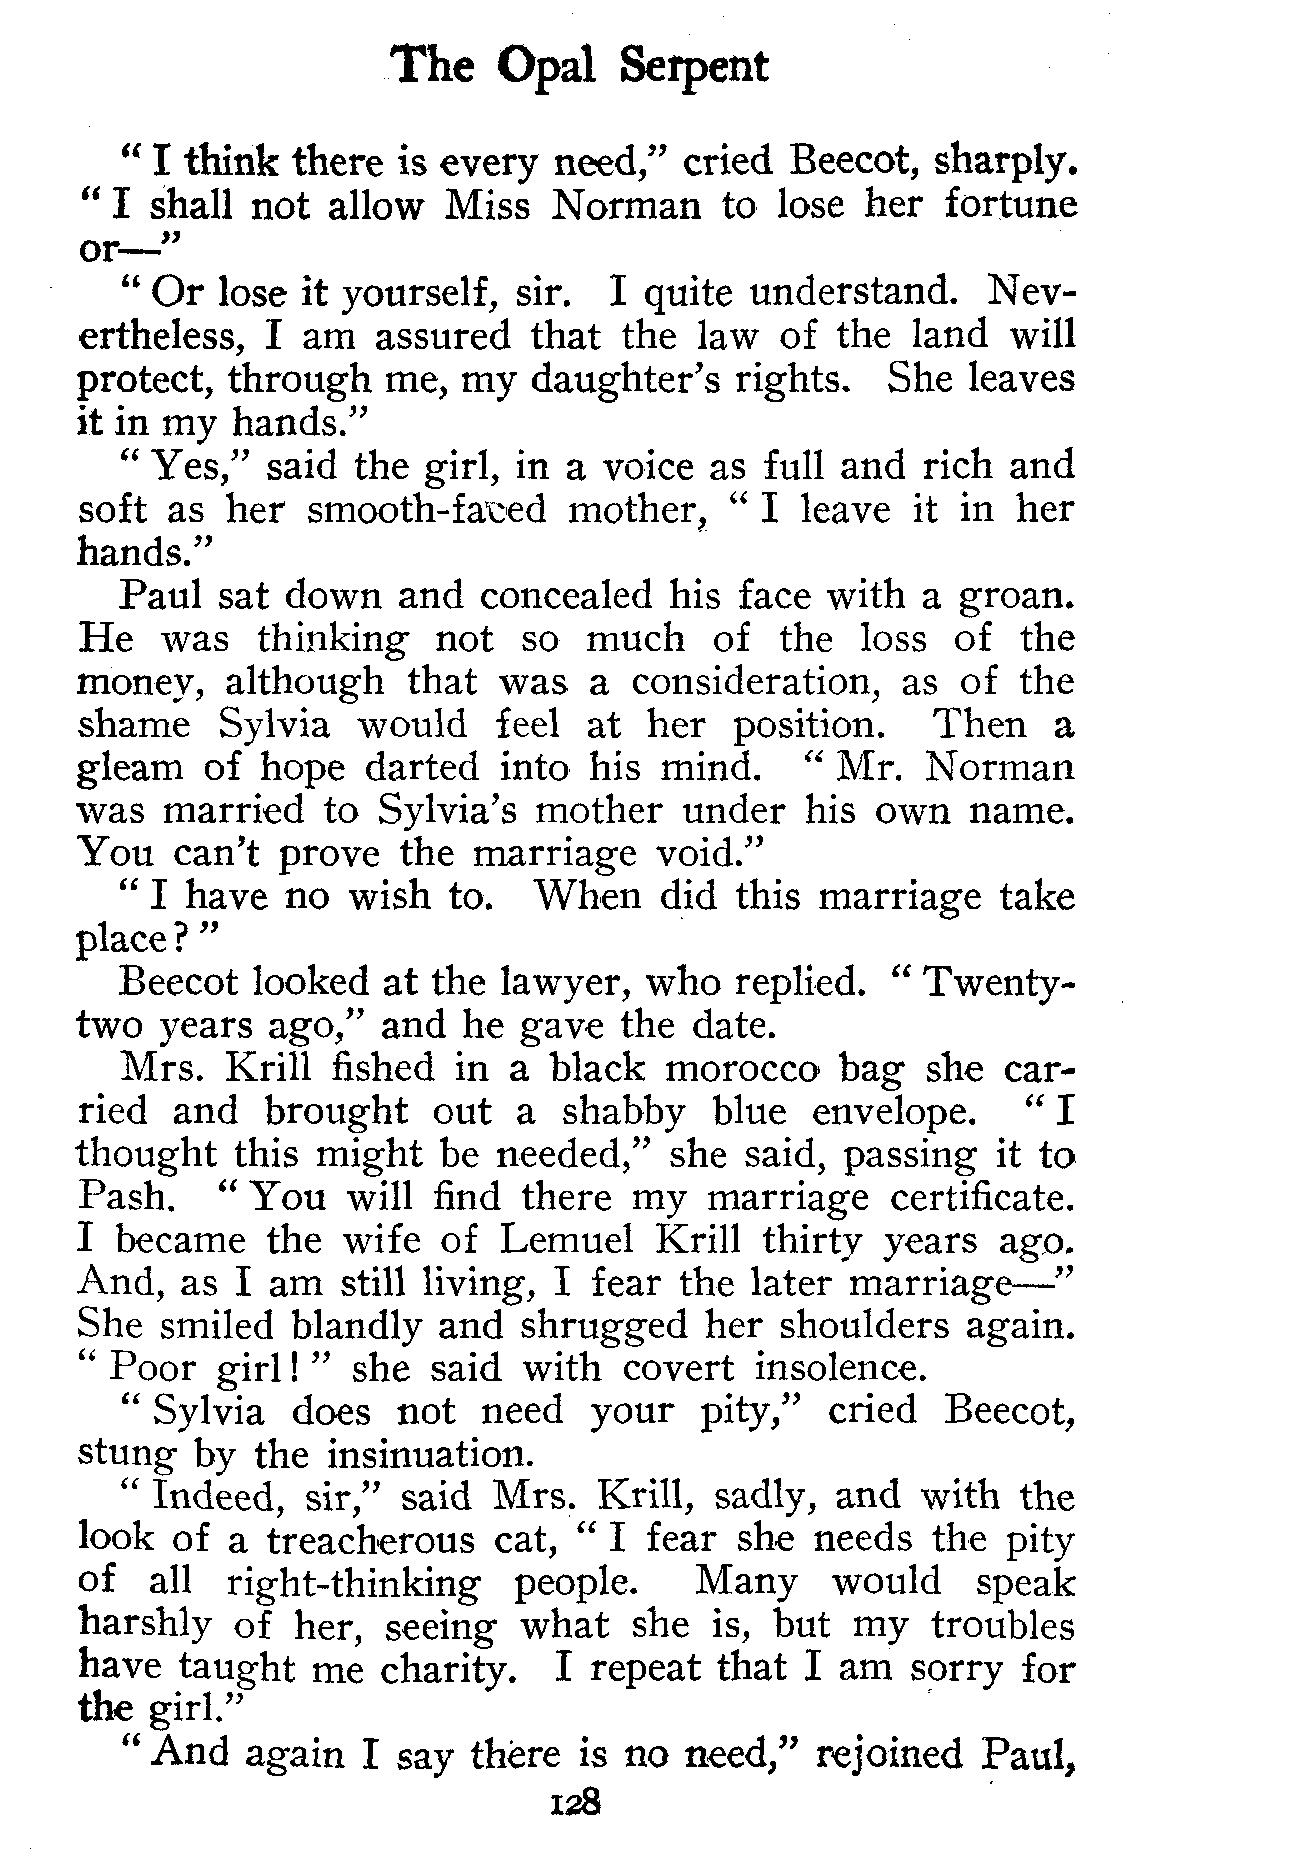 The Opal Serpent
" I think there is every need," cried Beecot, sharply.
" I shall not allow Miss Norman to lose her fortune
or—"
" Or lose it yourself, sir. I quite understand. Nev-
ertheless, I am assured that the law of the land will
protect, through me, my daughter's rights. She leaves
it in my hands."
" Yes," said the girl, in a voice as full and rich and
soft as her smooth-faced mother, " I leave it in her
hands."
Paul sat down and concealed his face with a groan.
He was thinking not so much of the loss of the
money, although that was a consideration, as of the
shame Sylvia would feel at her position. Then a
gleam of hope darted into his mind. " Mr. Norman
was married to Sylvia's mother under his own name.
You can't prove the marriage void."
" I have no wish to. When did this marriage take
place? "
Beecot looked at the lawyer, who replied. " Twenty-
two years ago," and he gave the date.
Mrs. Krill fished in a black morocco bag she car-
ried and brought out a shabby blue envelope. " I
thought this might be needed," she said, passing it to
Pash. " You will find there my marriage certificate.
I became the wife of Lemuel Krill thirty years ago.
And, as I am still living, I fear the later marriage—"
She smiled blandly and shrugged her shoulders again.
" Poor girl! " she said with covert insolence.
" Sylvia does not need your pity," cried Beecot,
stung by the insinuation.
" Indeed, sir," said Mrs. Krill, sadly, and with the
look of a treacherous cat, " I fear she needs the pity
of all right-thinking people. Many would speak
harshly of her, seeing what she is, but my troubles
have taught me charity. I repeat that I am sorry for
the girl."
" And again I say there is no need," rejoined Paul,
128